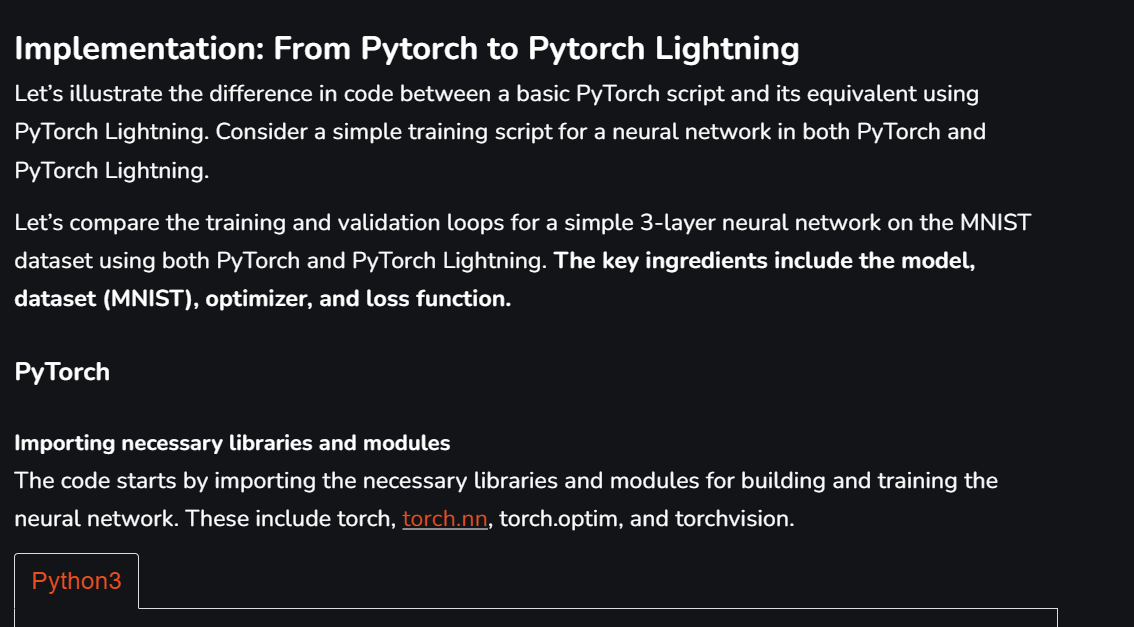 Implementation: From Pytorch to Pytorch Lightning
Let’s illustrate the difference in code between a basic PyTorch script and its equivalent using
PyTorch Lightning. Consider a simple training script for a neural network in both PyTorch and
PyTorch Lightning.
Let’s compare the training and validation loops for a simple 3-layer neural network on the MNIST
dataset using both PyTorch and PyTorch Lightning. The key ingredients include the model,
dataset (MNIST), optimizer, and loss function.
PyTorch
Importing necessary libraries and modules
The code starts by importing the necessary libraries and modules for building and training the
neural network. These include torch, torch.nn, torch.optim, and torchvision.
Python3